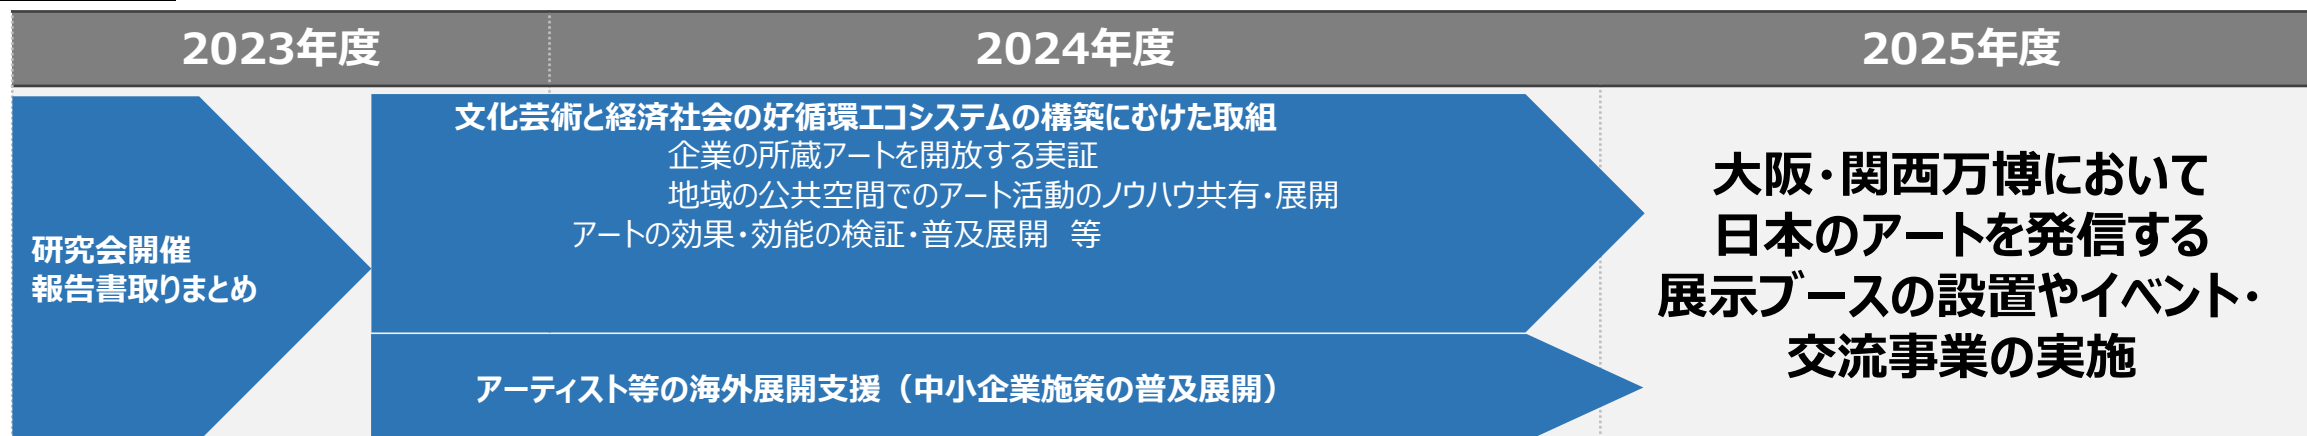 2023年度
2024年度
2025年度
研究会開催
報告書取りまとめ
文化芸術と経済社会の好循環エコシステムの構築にむけた取組
企業の所蔵アートを開放する実証
地域の公共空間でのアート活動のノウハウ共有・展開
アートの効果・効能の検証・普及展開　等
アーティスト等の海外展開支援（中小企業施策の普及展開）
大阪・関西万博において
日本のアートを発信する
展示ブースの設置やイベント・
交流事業の実施